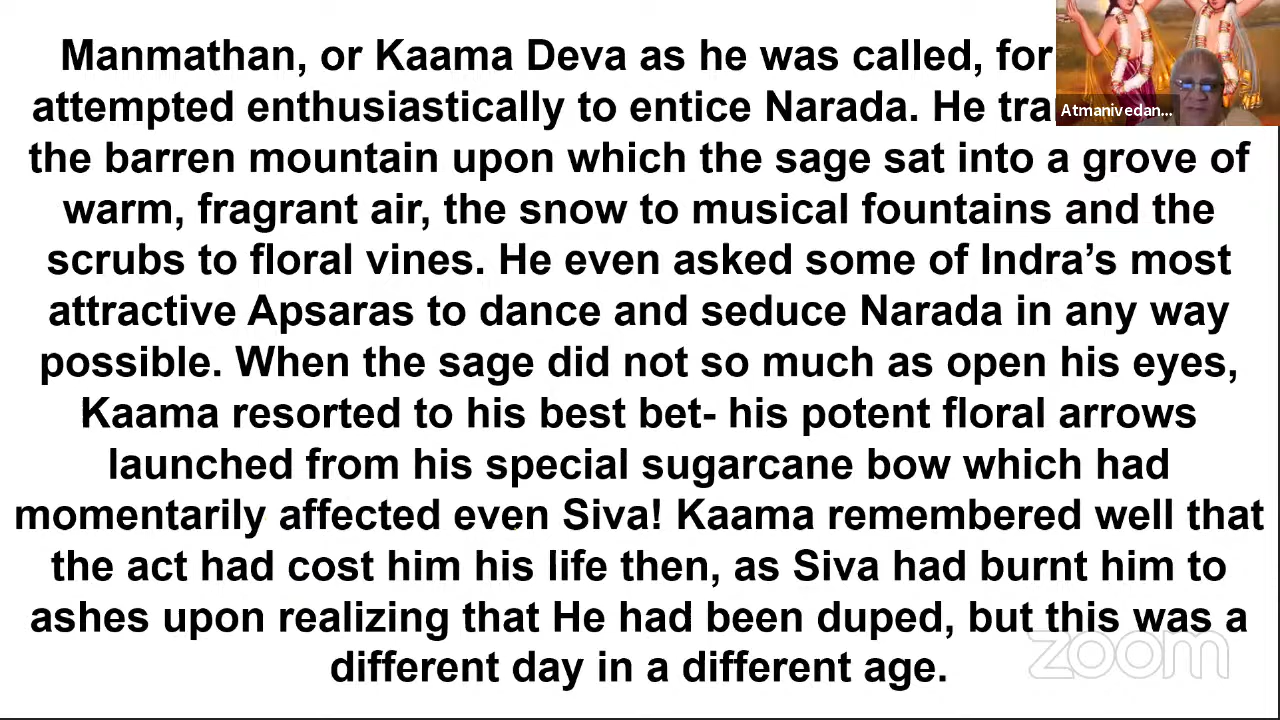 Manmathan, or Kaama Deva as he was called, for
attempted enthusiastically to entice Narada. He
the barren mountain upon which the sage sat into a grove of
warm, fragrant air, the snow to musical fountains and the
scrubs to floral vines. He even asked some of Indra’s most
attractive Apsaras to dance and seduce Narada in any way
possible. When the sage did not so much as open his eyes,
Kaama resorted to his best bet- his potent floral arrows
launched from his special sugarcane bow which had
momentarily affected even Siva! Kaama remembered well that
the act had cost him his life then, as Siva had burnt him to
ashes upon realizing that He had been duped, but this was a
different day in a different age.
Atmanivedan...
zoom